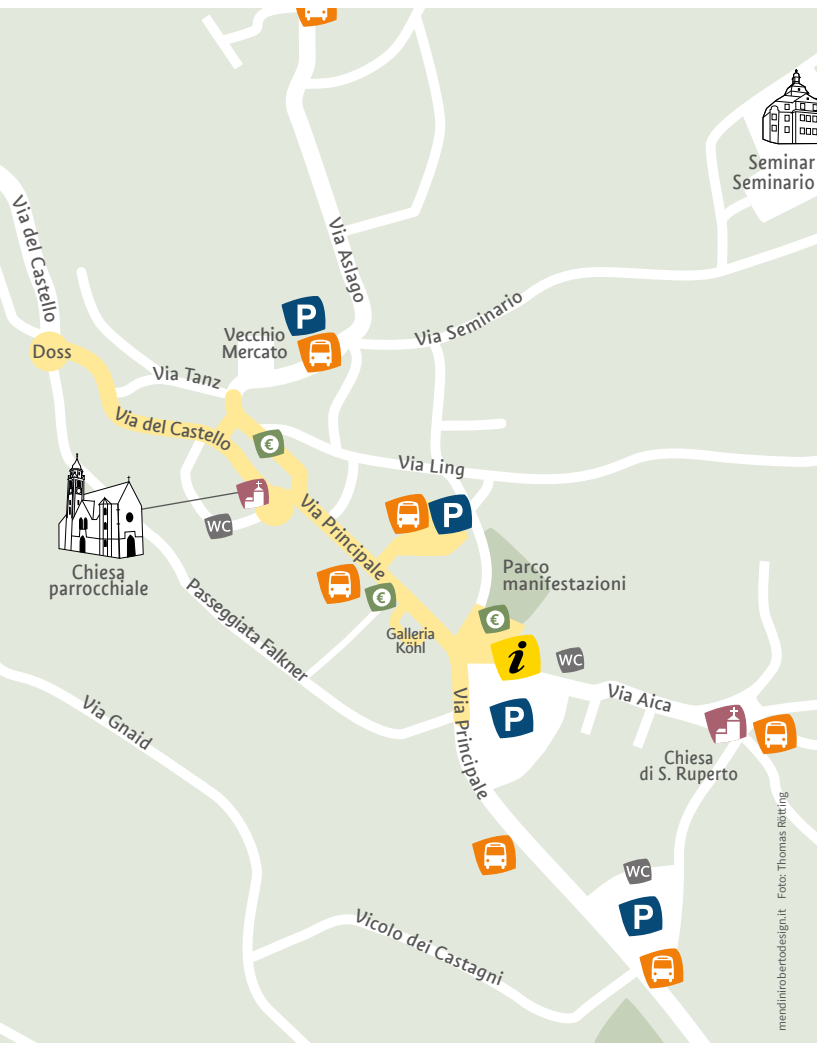 Seminar
Seminario
Via del Castello
Via Aslago
P
Via Seminario
Vecchio
Mercato
Doss
Via Tanz
Via del Castello
€
Via Ling
WC
Via Principale
P
Chiesa
parrocchiale
Parco
manifestazioni
Passeggiata Falkner
€
€
Galleria
Köhl
i
WC
Via Aica
Via Principale
P
Via Gnaid
Chiesa
di S. Ruperto
WC
P
Vicolo dei Castagni
mendinirobertodesign.it Foto: Thomas Rötting